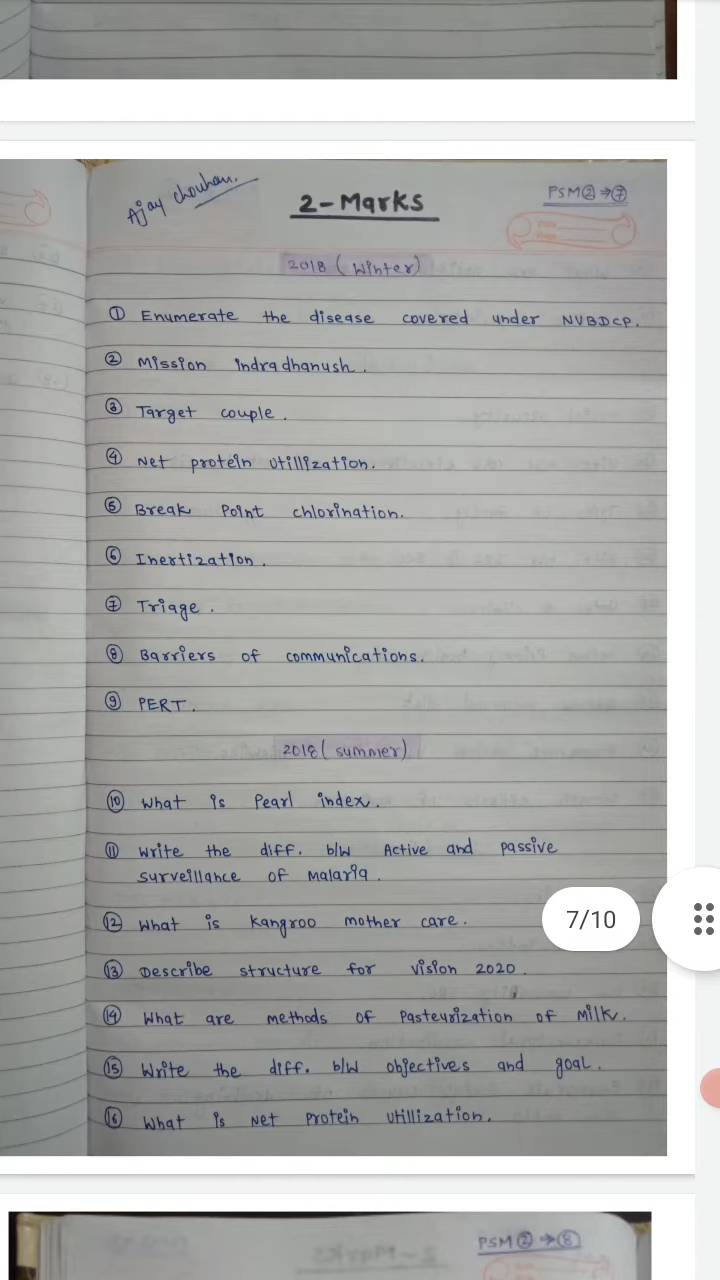 Ajay chouhan.
2-Marks
PSM② → ⑦
2018 ( Winter)
① Enumerate the disease covered under NVBDCP.
② Mission indradhanush.
③ Target couple.
④ Net protein utillization.
⑤ Break Point chlorination.
⑥ Inertization.
⑦ Triage.
⑧ Barriers of communications.
⑨ PERT.
2018( summer)
⑩ What is Pearl index.
⑪ Write the diff. b/w Active and passive
surveillance of Malaria.
⑫ What is kangroo mother care.
⑬ Describe structure for vision 2020.
⑭ What are methods of Pasteurization of Milk.
⑮ Write the diff. b/w objectives and goal.
⑯ What is Net Protein Utillization.
7/10
PSM② → ⑧